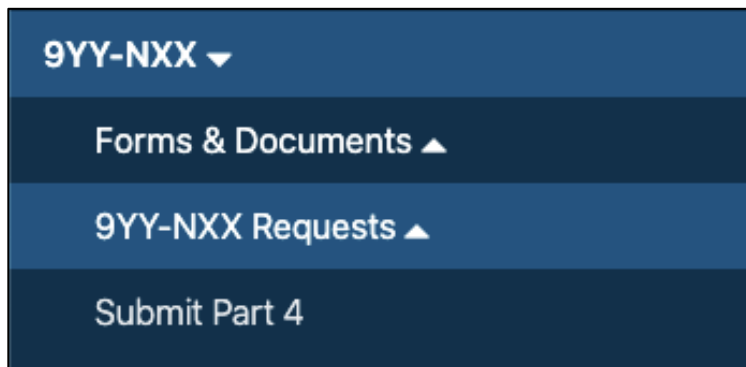 9YY-NXX
Forms & Documents
9YY-NXX Requests
Submit Part 4